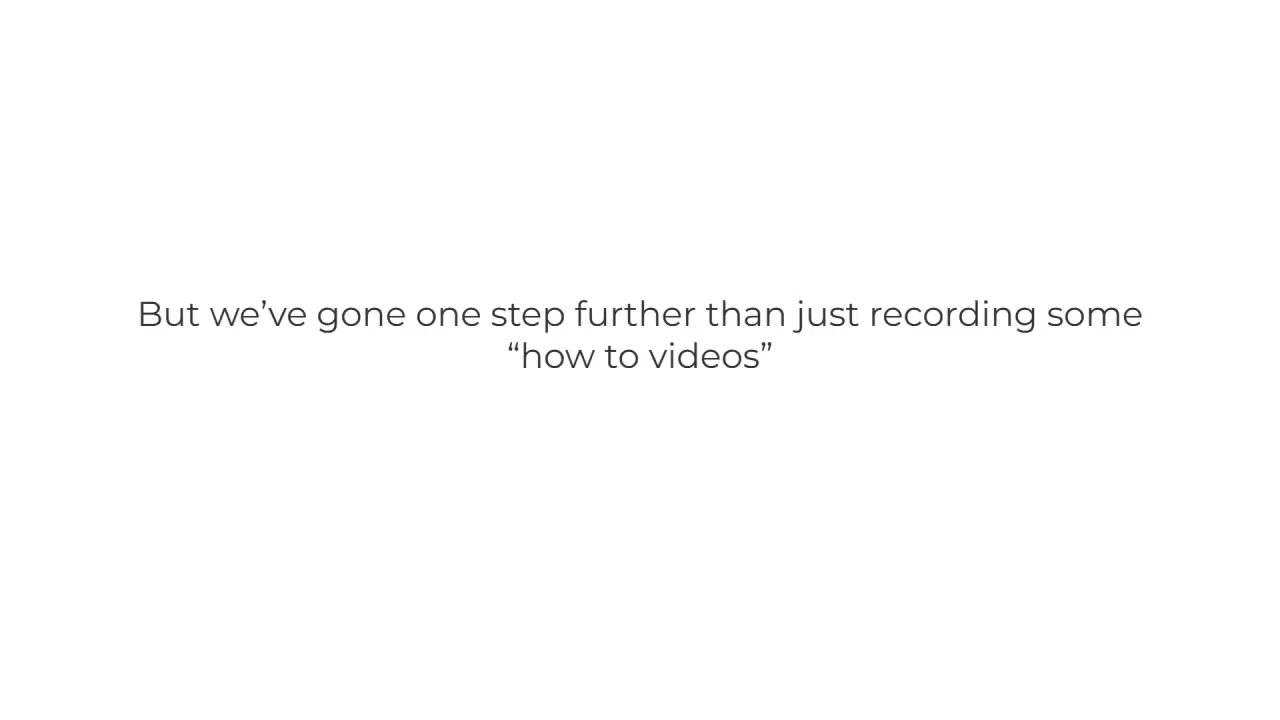 But we’ve gone one step further than just recording some
“how to videos”